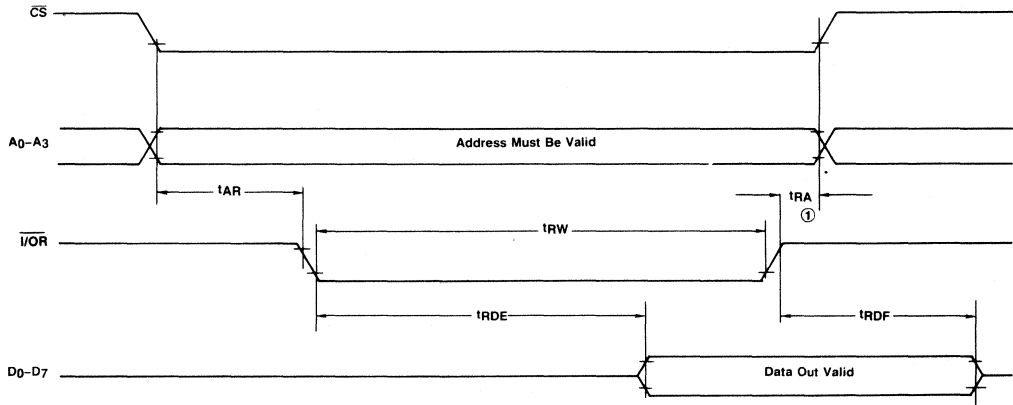 CS
A0–A3
Address Must Be Valid
tAR
tRA
①
tRW
I/OR
tRDE
tRDF
D0–D7
Data Out Valid